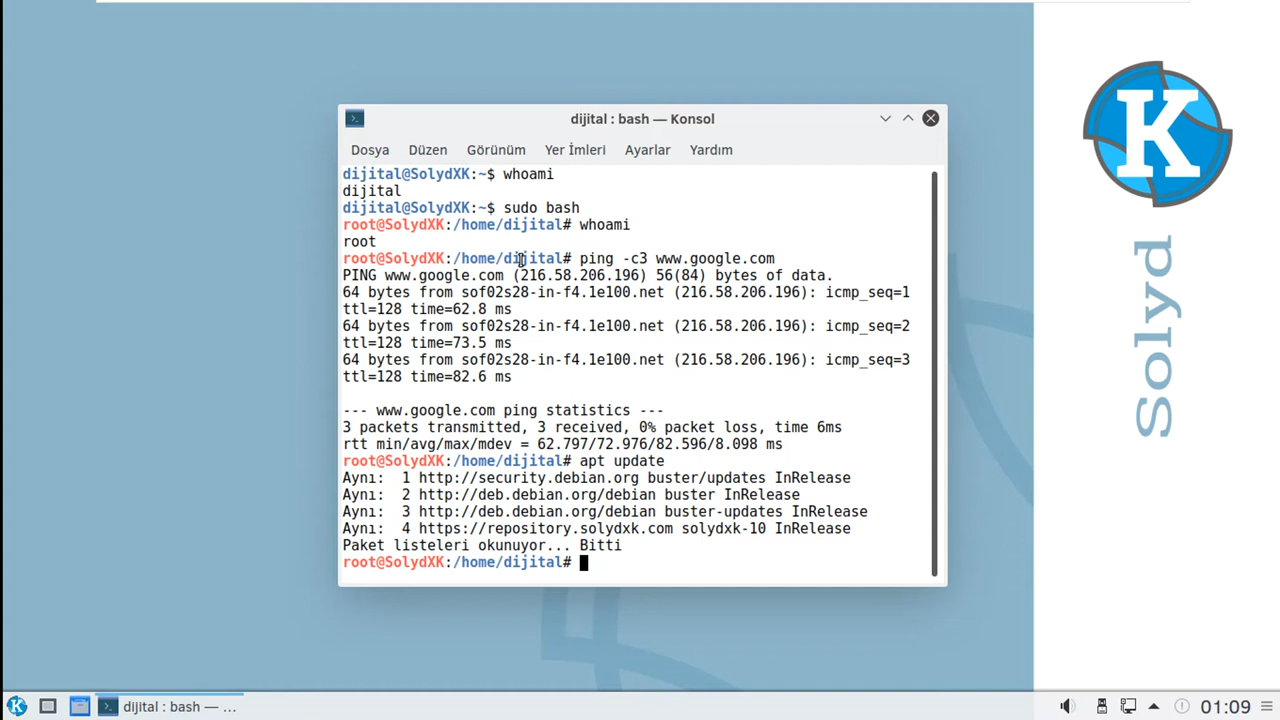 dijital : bash — Konsol
Dosya Düzen Görünüm Yer İmleri Ayarlar Yardım
dijital@SolydXK:~$ whoami
dijital
dijital@SolydXK:~$ sudo bash
root@SolydXK:/home/dijital# whoami
root
root@SolydXK:/home/dijital# ping -c3 www.google.com
PING www.google.com (216.58.206.196) 56(84) bytes of data.
64 bytes from sof02s28-in-f4.1e100.net (216.58.206.196): icmp_seq=1
ttl=128 time=62.8 ms
64 bytes from sof02s28-in-f4.1e100.net (216.58.206.196): icmp_seq=2
ttl=128 time=73.5 ms
64 bytes from sof02s28-in-f4.1e100.net (216.58.206.196): icmp_seq=3
ttl=128 time=82.6 ms
--- www.google.com ping statistics ---
3 packets transmitted, 3 received, 0% packet loss, time 6ms
rtt min/avg/max/mdev = 62.797/72.976/82.596/8.098 ms
root@SolydXK:/home/dijital# apt update
Aynı:  1 http://security.debian.org buster/updates InRelease
Aynı:  2 http://deb.debian.org/debian buster InRelease
Aynı:  3 http://deb.debian.org/debian buster-updates InRelease
Aynı:  4 https://repository.solydxk.com solydxk-10 InRelease
Paket listeleri okunuyor... Bitti
root@SolydXK:/home/dijital#
K
Solyd
dijital : bash — ...
01:09